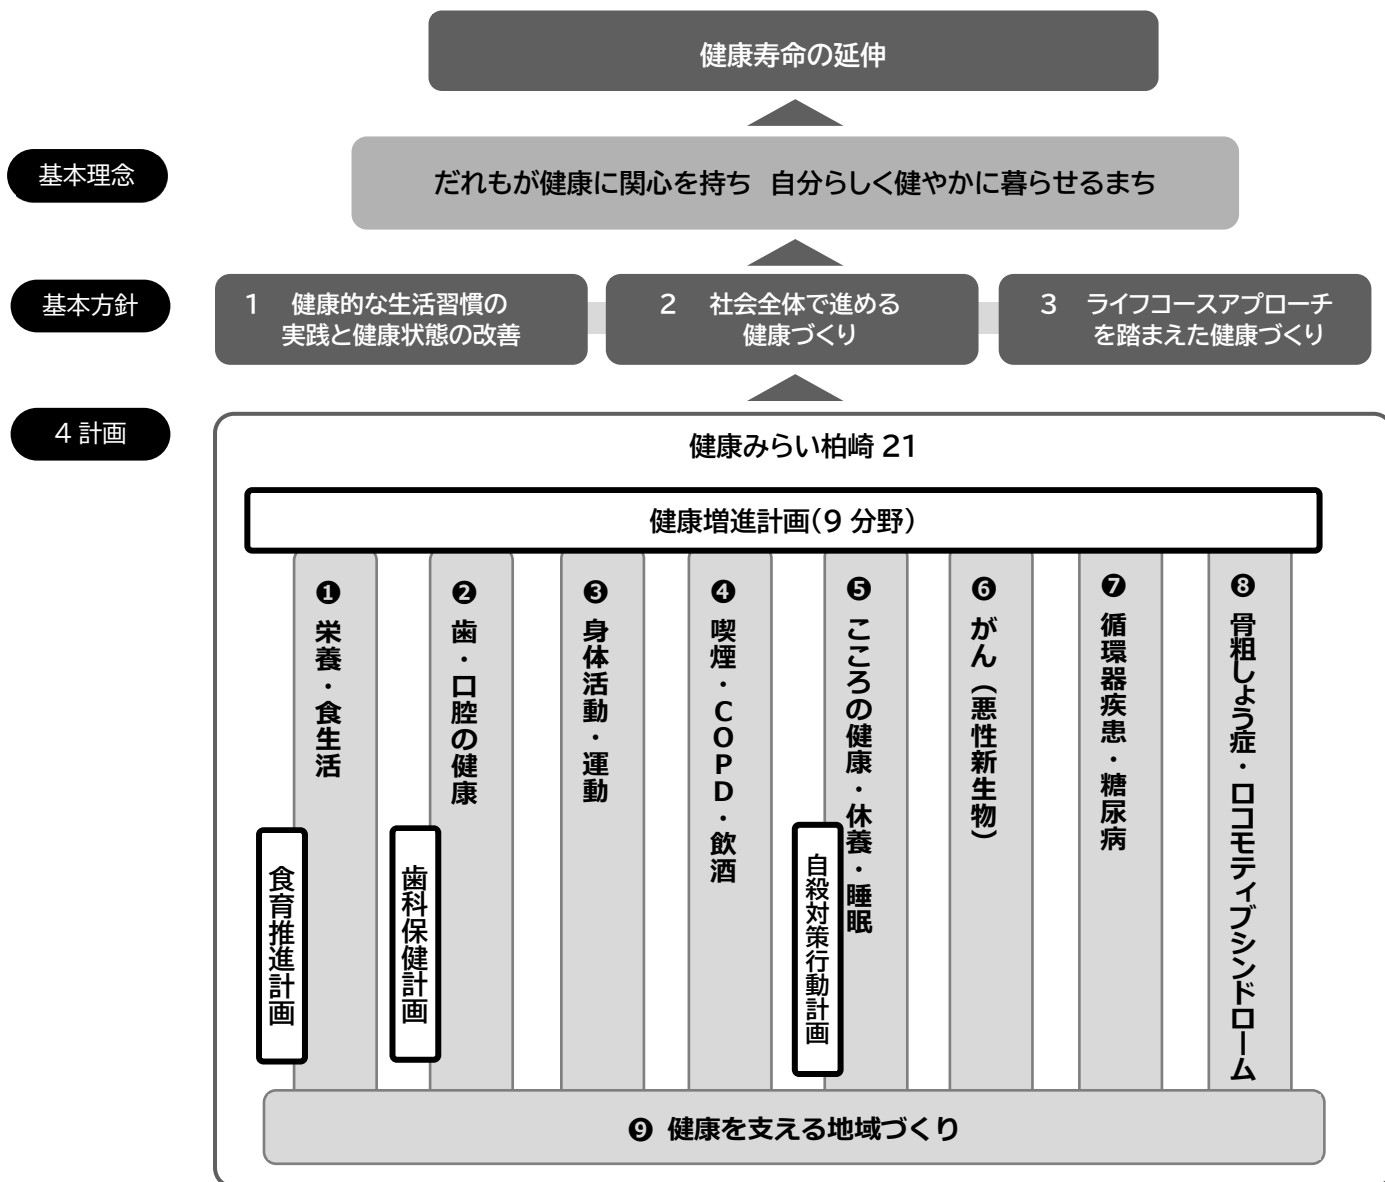 健康寿命の延伸
基本理念
だれもが健康に関心を持ち 自分らしく健やかに暮らせるまち
基本方針
1 健康的な生活習慣の
実践と健康状態の改善
2 社会全体で進める
健康づくり
3 ライフコースアプローチ
を踏まえた健康づくり
4 計画
健康みらい柏崎 21
健康増進計画(9 分野)
❶ 栄養・食生活
食育推進計画
❷ 歯・口腔の健康
歯科保健計画
❸ 身体活動・運動
❹ 喫煙・COPD・飲酒
❺ こころの健康・休養・睡眠
自殺対策行動計画
❻ がん(悪性新生物)
❼ 循環器疾患・糖尿病
❽ 骨粗しょう症・ロコモティブシンドローム
❾ 健康を支える地域づくり